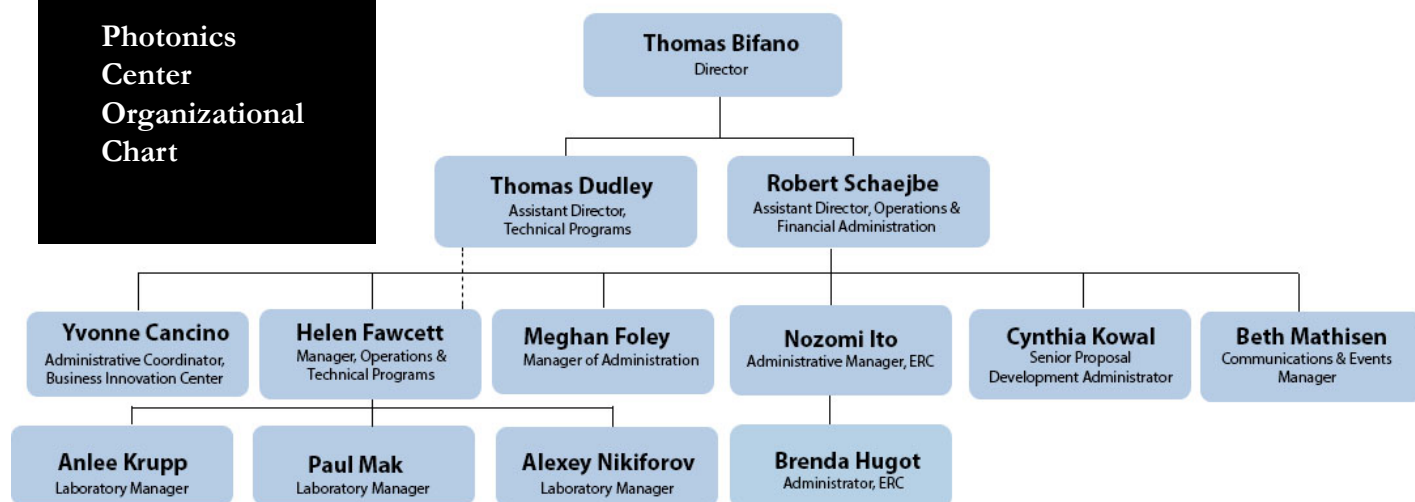 Photonics
Center
Organizational
Chart
Thomas Bifano
Director
Thomas Dudley
Assistant Director,
Technical Programs
Robert Schaejbe
Assistant Director, Operations &
Financial Administration
Yvonne Cancino
Administrative Coordinator,
Business Innovation Center
Helen Fawcett
Manager, Operations &
Technical Programs
Meghan Foley
Manager of Administration
Nozomi Ito
Administrative Manager, ERC
Cynthia Kowal
Senior Proposal
Development Administrator
Beth Mathisen
Communications & Events
Manager
Anlee Krupp
Laboratory Manager
Paul Mak
Laboratory Manager
Alexey Nikiforov
Laboratory Manager
Brenda Hugot
Administrator, ERC